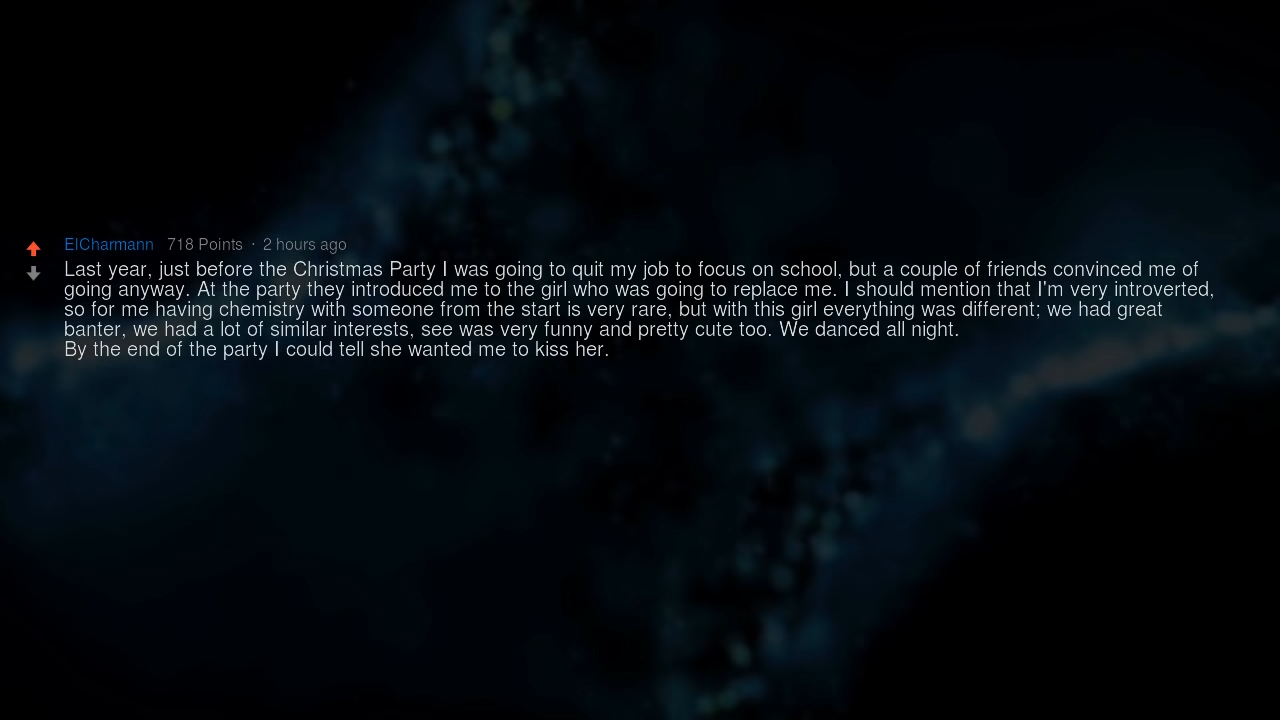 ElCharmann 718 Points · 2 hours ago
Last year, just before the Christmas Party I was going to quit my job to focus on school, but a couple of friends convinced me of
going anyway. At the party they introduced me to the girl who was going to replace me. I should mention that I'm very introverted,
so for me having chemistry with someone from the start is very rare, but with this girl everything was different; we had great
banter, we had a lot of similar interests, see was very funny and pretty cute too. We danced all night.
By the end of the party I could tell she wanted me to kiss her.